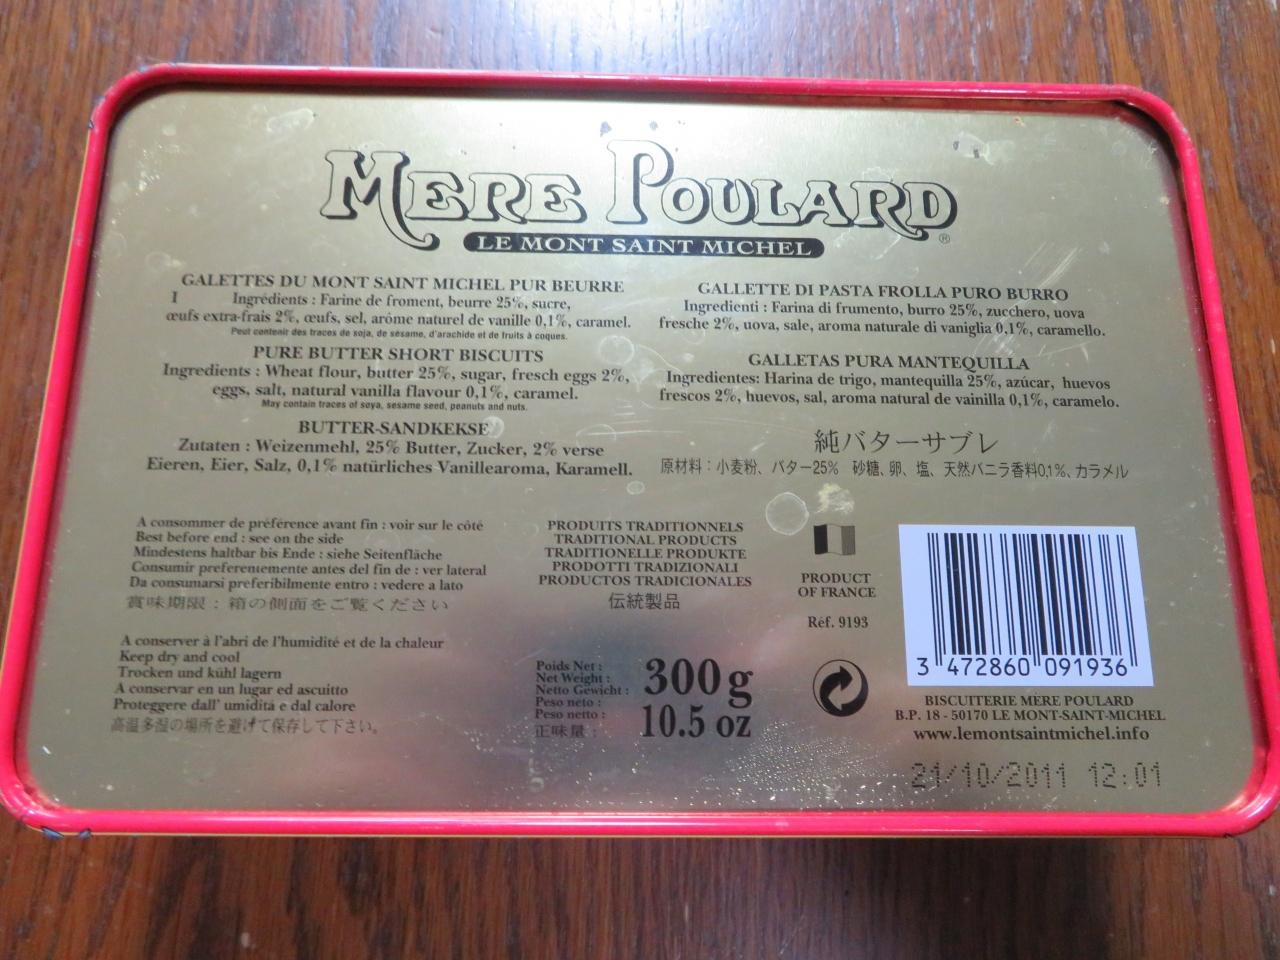 MERE POULARD
®
LE MONT SAINT MICHEL
GALETTES DU MONT SAINT MICHEL PUR BEURRE
I Ingrédients : Farine de froment, beurre 25%, sucre,
œufs extra-frais 2%, œufs, sel, arôme naturel de vanille 0,1%, caramel.
Peut contenir des traces de soja, de sésame, d'arachide et de fruits à coques.
PURE BUTTER SHORT BISCUITS
Ingredients : Wheat flour, butter 25%, sugar, fresch eggs 2%,
eggs, salt, natural vanilla flavour 0,1%, caramel.
May contain traces of soya, sesame seed, peanuts and nuts.
BUTTER-SANDKEKSE
Zutaten : Weizenmehl, 25% Butter, Zucker, 2% verse
Eieren, Eier, Salz, 0,1% natürliches Vanillearoma, Karamell.
GALLETTE DI PASTA FROLLA PURO BURRO
Ingredienti : Farina di frumento, burro 25%, zucchero, uova
fresche 2%, uova, sale, aroma naturale di vaniglia 0.1%, caramello.
GALLETAS PURA MANTEQUILLA
Ingredientes: Harina de trigo, mantequilla 25%, azúcar, huevos
frescos 2%, huevos, sal, aroma natural de vainilla 0,1%, caramelo.
純バターサブレ
原材料：小麦粉、バター25% 砂糖、卵、塩、天然バニラ香料0,1%、カラメル
A consommer de préférence avant fin : voir sur le côté
Best before end : see on the side
Mindestens haltbar bis Ende : siehe Seitenfläche
Consumir preferentemente antes del fin de : ver lateral
Da consumarsi preferibilmente entro : vedere a lato
賞味期限：箱の側面をご覧ください
A conserver à l'abri de l'humidité et de la chaleur
Keep dry and cool
Trocken und kühl lagern
A conservar en un lugar ed ascuitto
Proteggere dall' umidità e dal calore
高温多湿の場所を避けて保存して下さい。
PRODUITS TRADITIONNELS
TRADITIONAL PRODUCTS
TRADITIONELLE PRODUKTE
PRODOTTI TRADIZIONALI
PRODUCTOS TRADICIONALES
伝統製品
Poids Net :
Net Weight :
Netto Gewicht :
Peso neto :
Peso netto :
正味量：
300g
10.5 oz
PRODUCT
OF FRANCE
Réf. 9193
3 472860 091936
BISCUITERIE MERE POULARD
B.P. 18 - 50170 LE MONT-SAINT-MICHEL
www.lemontsaintmichel.info
21/10/2011 12:01